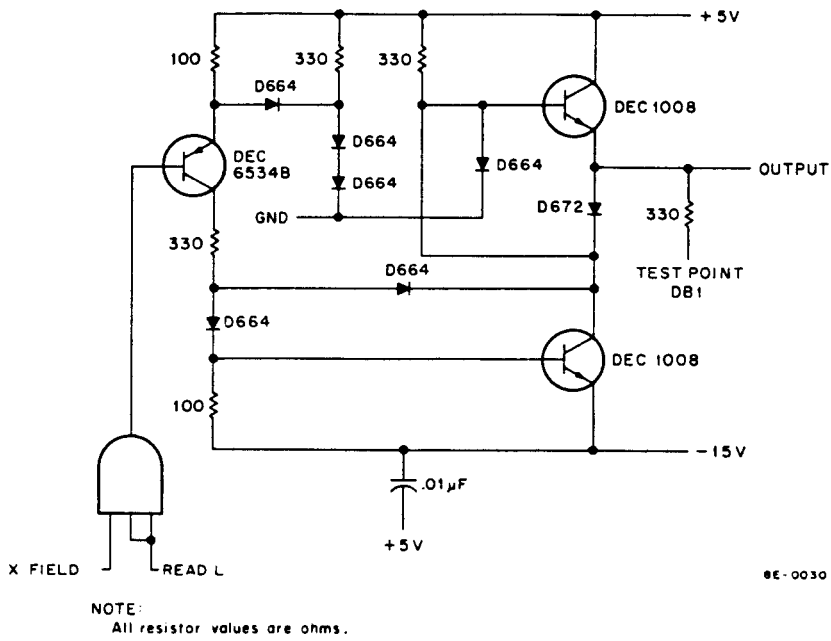 +5V
100
330
330
D664
DEC 1008
D664
DEC
6534B
D664
D664
OUTPUT
GND
D672
330
330
D664
TEST POINT
DB1
D664
DEC 1008
100
-15V
.01µF
+5V
X FIELD
READ L
8E-0030
NOTE:
All resistor values are ohms.